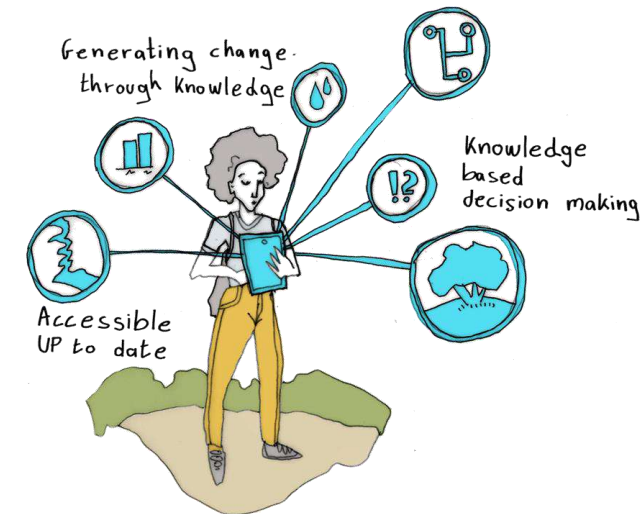 Generating change.
through Knowledge
!?
Knowledge
based
decision making
Accessible
UP to date